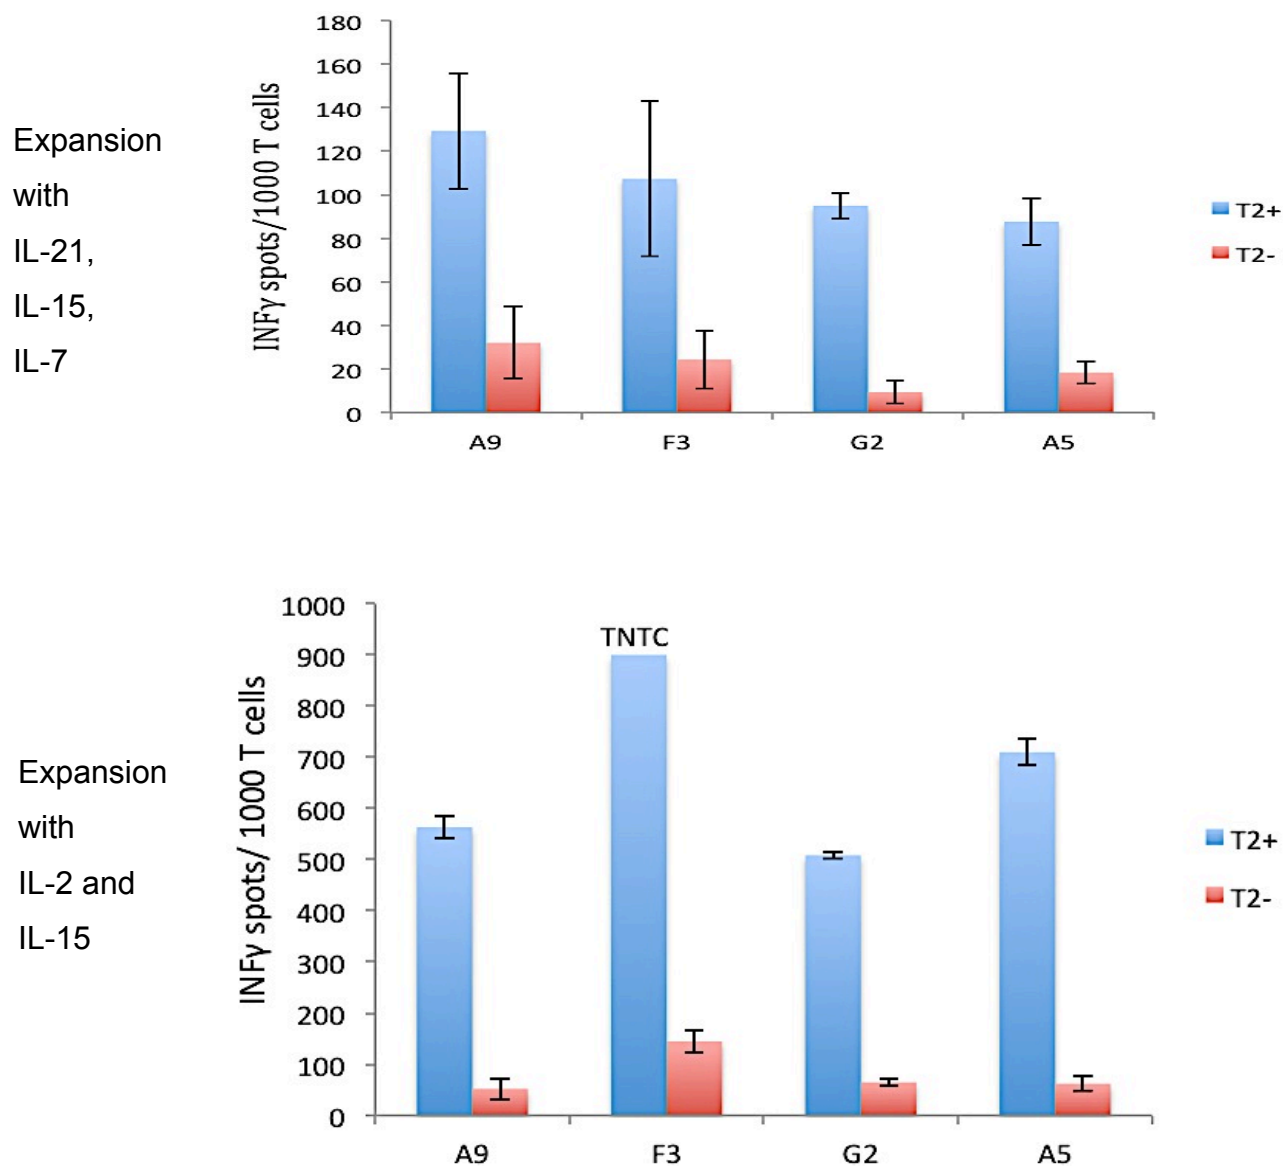 Expansion
with
IL-21,
IL-15,
IL-7
INFγ spots/1000 T cells
180
160
140
120
100
80
60
40
20
0
A9 F3 G2 A5
T2+
T2-
Expansion
with
IL-2 and
IL-15
INFγ spots/ 1000 T cells
1000
900
800
700
600
500
400
300
200
100
0
TNTC
A9 F3 G2 A5
T2+
T2-